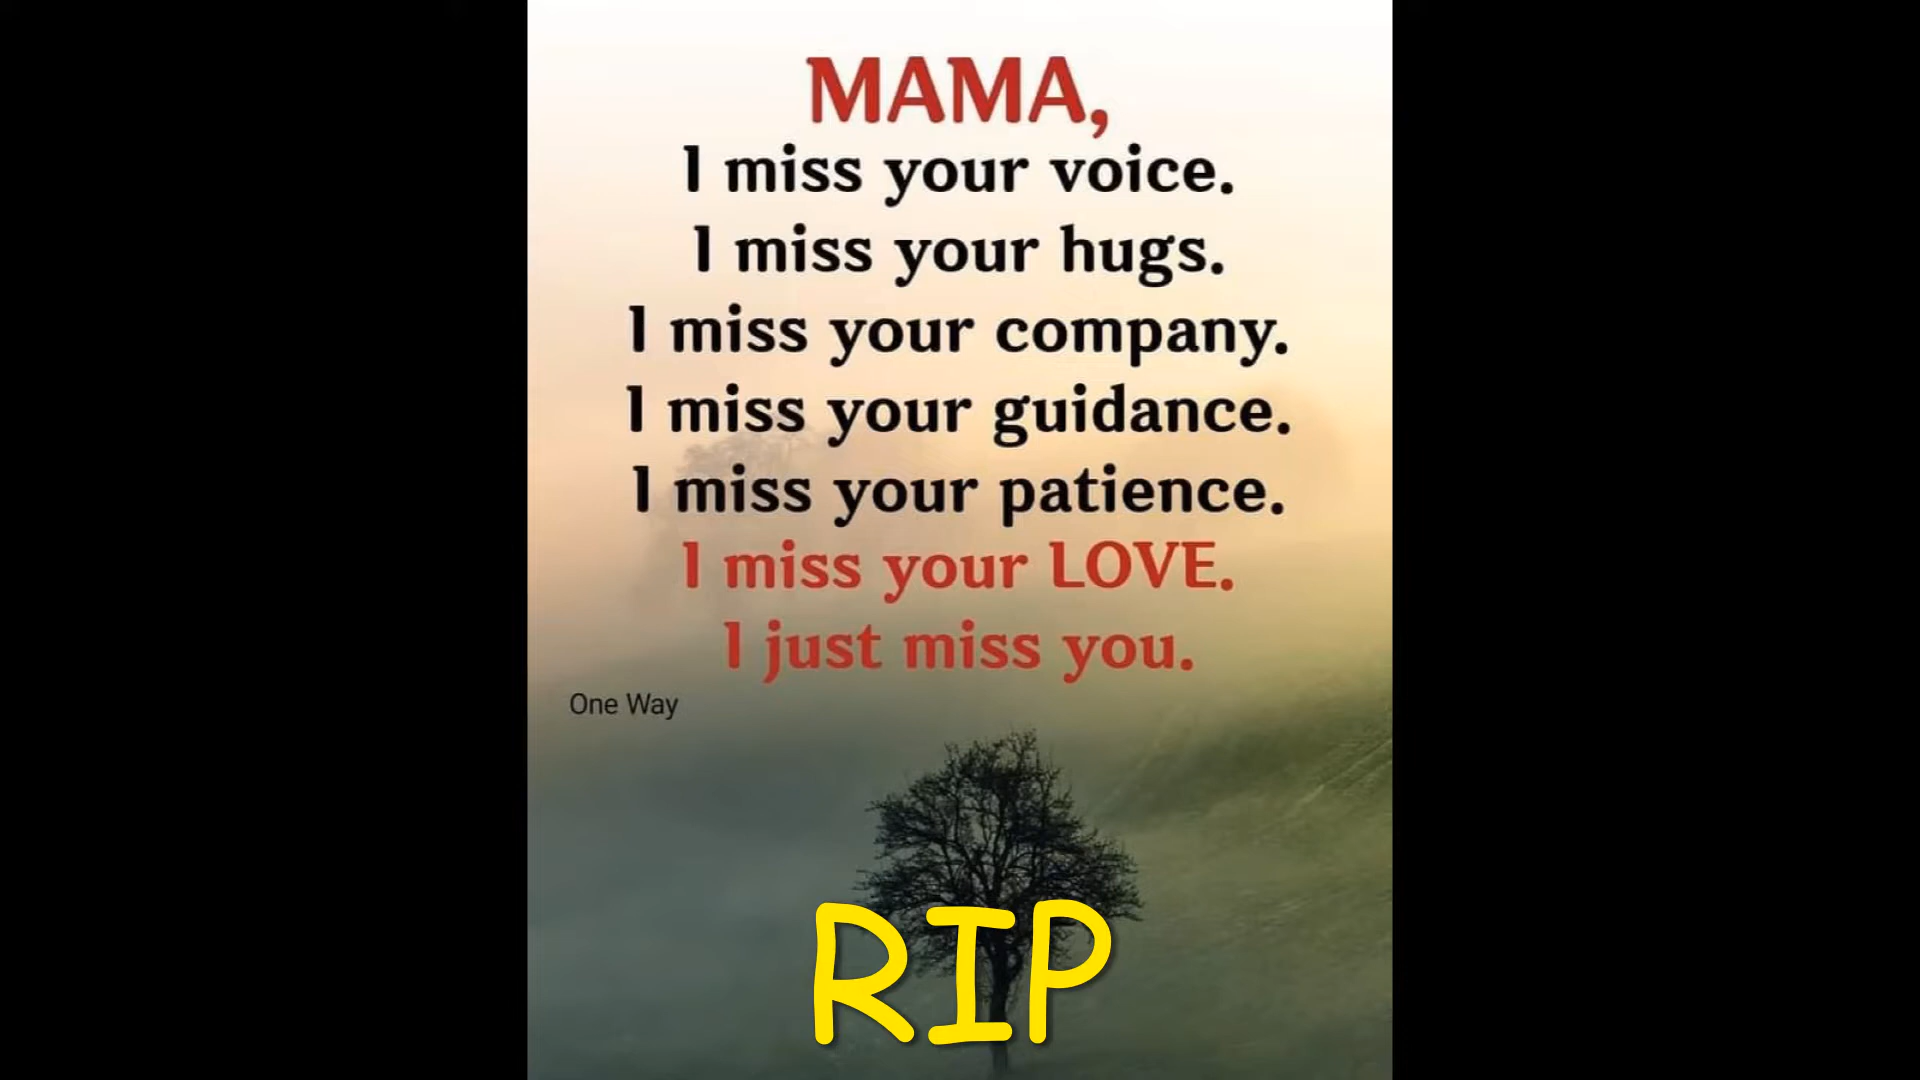 MAMA,
I miss your voice.
I miss your hugs.
I miss your company.
I miss your guidance.
I miss your patience.
I miss your LOVE.
I just miss you.
One Way
RIP